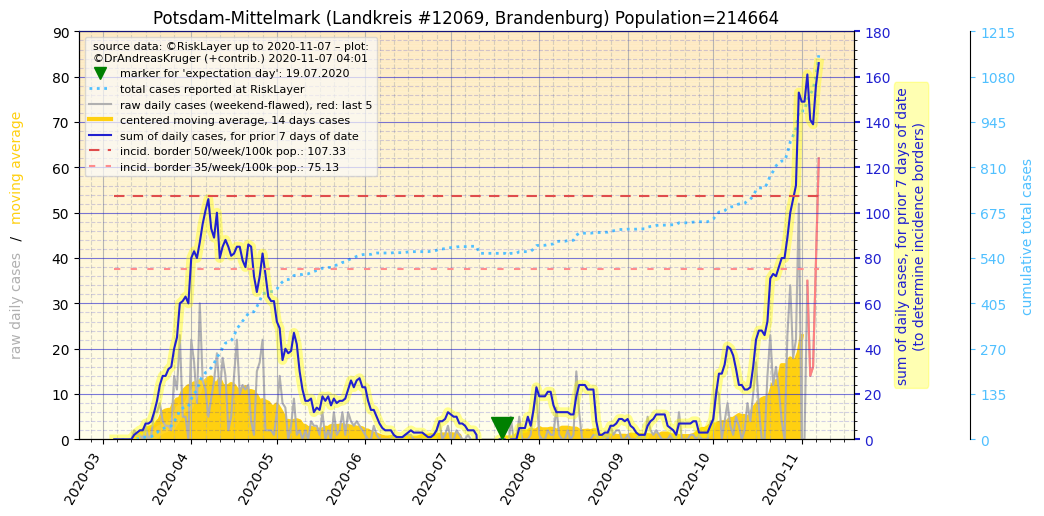 Potsdam-Mittelmark (Landkreis #12069, Brandenburg) Population=214664
source data: ©RiskLayer up to 2020-11-07 – plot:
©DrAndreasKruger (+contrib.) 2020-11-07 04:01
marker for 'expectation day': 19.07.2020
total cases reported at RiskLayer
raw daily cases (weekend-flawed), red: last 5
centered moving average, 14 days cases
sum of daily cases, for prior 7 days of date
incid. border 50/week/100k pop.: 107.33
incid. border 35/week/100k pop.: 75.13
raw daily cases / moving average
90
80
70
60
50
40
30
20
10
0
2020-03
2020-04
2020-05
2020-06
2020-07
2020-08
2020-09
2020-10
2020-11
180
160
140
120
100
80
60
40
20
0
sum of daily cases, for prior 7 days of date
(to determine incidence borders)
1215
1080
945
810
675
540
405
270
135
0
cumulative total cases